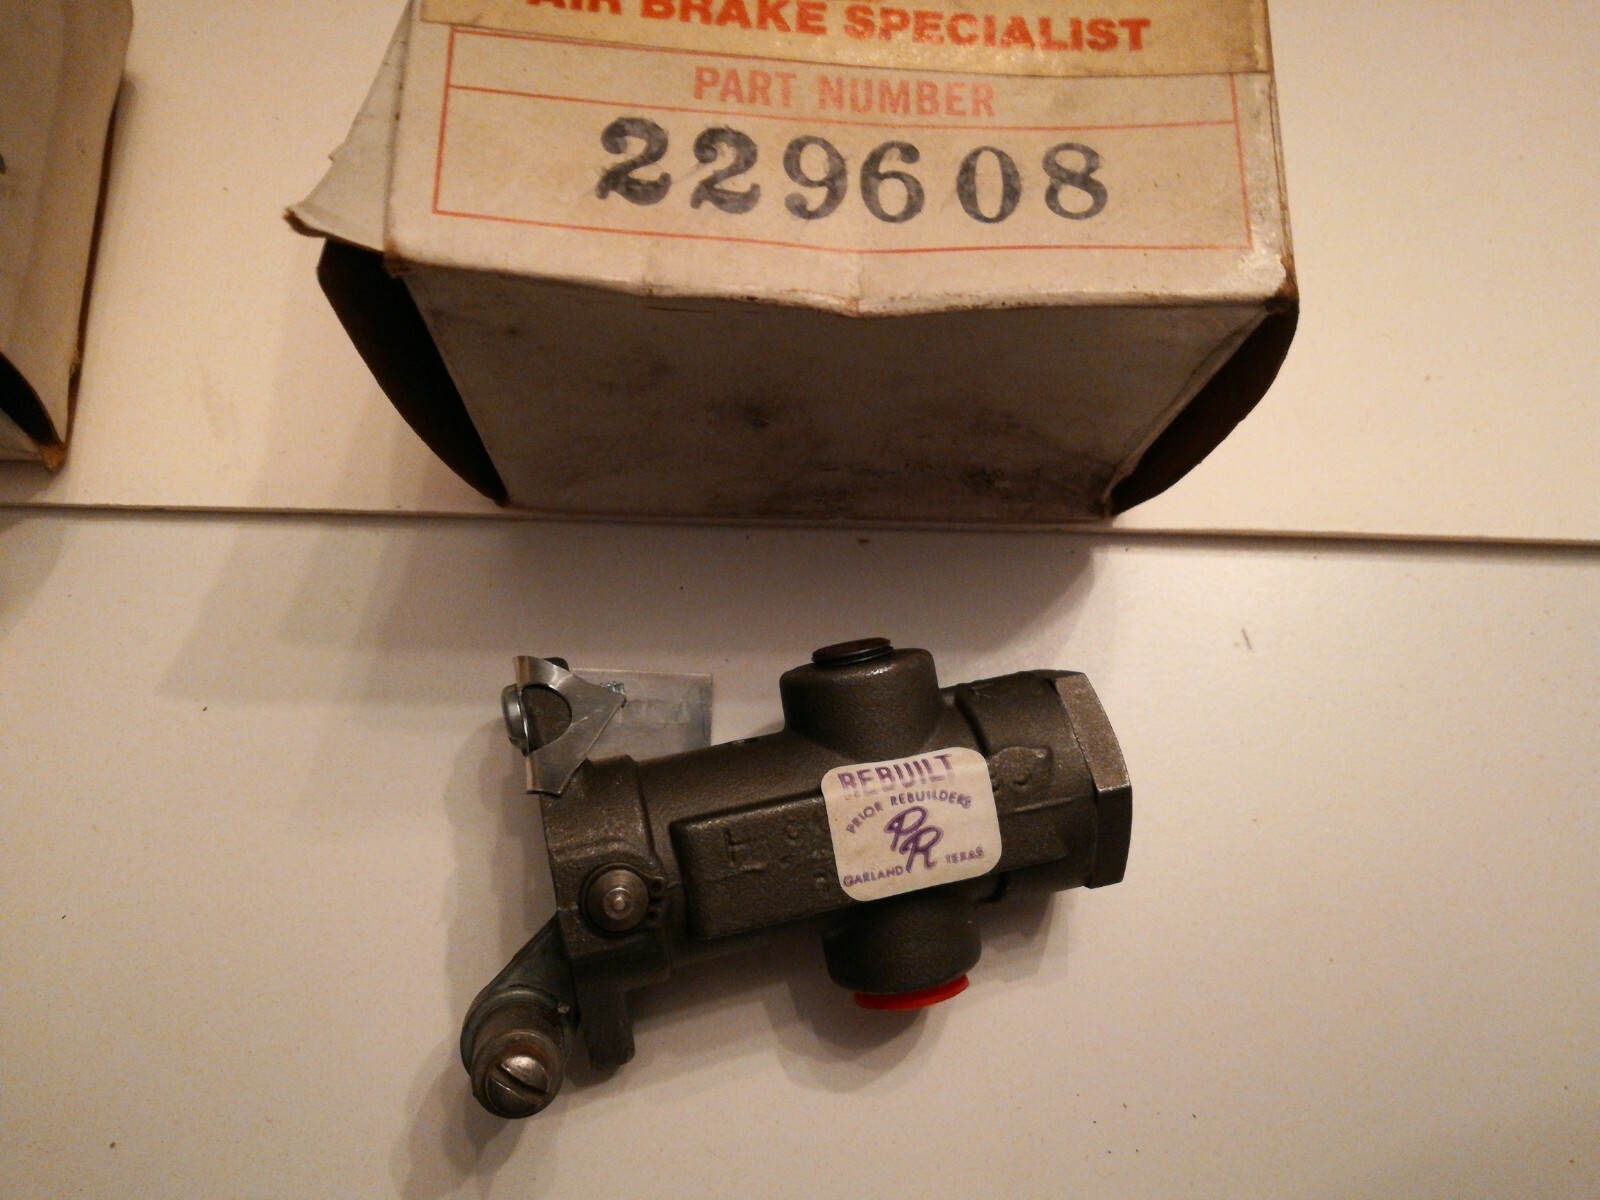 AIR BRAKE SPECIALIST
PART NUMBER
229608
REBUILT
PRIOR REBUILDERS
PR
GARLAND TEXAS